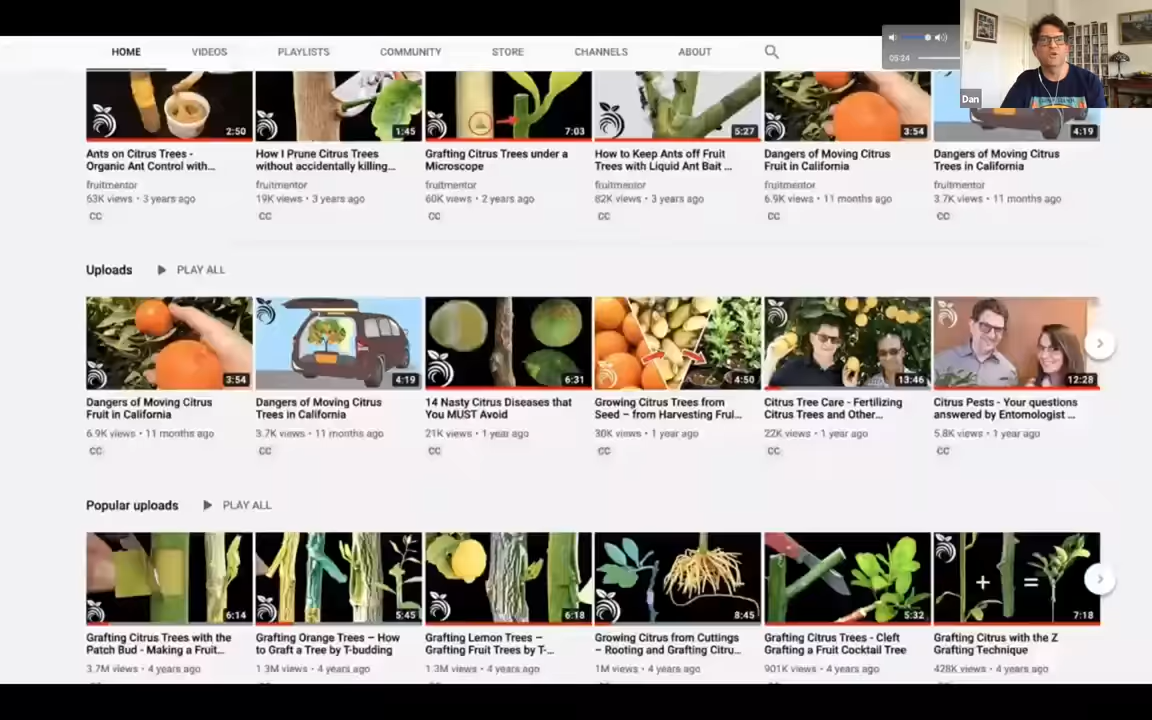 HOME VIDEOS PLAYLISTS COMMUNITY STORE CHANNELS ABOUT
05:24
Dan
2:50 1:45 7:03 5:27 3:54 4:19
Ants on Citrus Trees - How I Prune Citrus Trees Grafting Citrus Trees under a How to Keep Ants off Fruit Dangers of Moving Citrus Dangers of Moving Citrus
Organic Ant Control with... without accidentally killing... Microscope Trees with Liquid Ant Bait ... Fruit in California Trees in California
fruitmentor fruitmentor fruitmentor fruitmentor fruitmentor fruitmentor
63K views • 3 years ago 19K views • 3 years ago 60K views • 2 years ago 82K views • 3 years ago 6.9K views • 11 months ago 3.7K views • 11 months ago
CC CC CC CC CC CC
Uploads PLAY ALL
3:54 4:19 6:31 4:50 13:46 12:28
Dangers of Moving Citrus Dangers of Moving Citrus 14 Nasty Citrus Diseases that Growing Citrus Trees from Citrus Tree Care - Fertilizing Citrus Pests - Your questions
Fruit in California Trees in California You MUST Avoid Seed – from Harvesting Frui... Citrus Trees and Other... answered by Entomologist ...
6.9K views • 11 months ago 3.7K views • 11 months ago 21K views • 1 year ago 30K views • 1 year ago 22K views • 1 year ago 5.8K views • 1 year ago
CC CC CC CC CC CC
Popular uploads PLAY ALL
6:14 5:45 6:18 8:45 5:32 7:18
Grafting Citrus Trees with the Grafting Orange Trees – How Grafting Lemon Trees – Growing Citrus from Cuttings Grafting Citrus Trees - Cleft Grafting Citrus with the Z
Patch Bud - Making a Fruit... to Graft a Tree by T-budding Grafting Fruit Trees by T-... – Rooting and Grafting Citru... Grafting a Fruit Cocktail Tree Grafting Technique
3.7M views • 4 years ago 1.3M views • 4 years ago 1.3M views • 4 years ago 1M views • 4 years ago 901K views • 4 years ago 428K views • 4 years ago